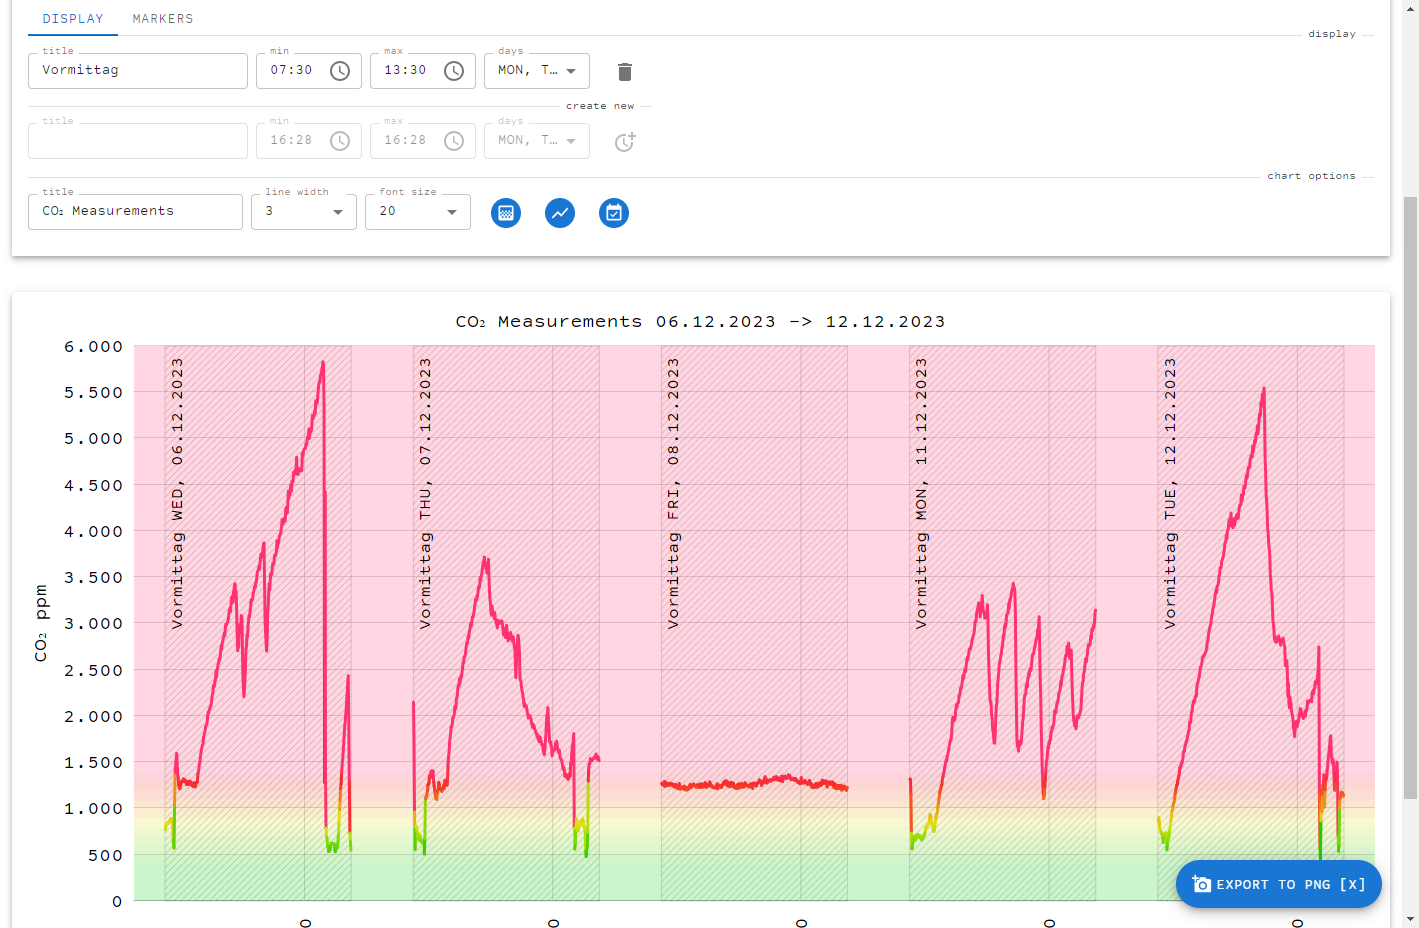 DISPLAY MARKERS
display
title min max days
Vormittag 07:30 13:30 MON, T…
create new
title min max days
16:28 16:28 MON, T…
chart options
title line width font size
CO₂ Measurements 3 20
CO₂ Measurements 06.12.2023 -> 12.12.2023
6.000
5.500
5.000
4.500
4.000
3.500
3.000
2.500
2.000
1.500
1.000
500
0
CO₂ ppm
Vormittag WED, 06.12.2023
Vormittag THU, 07.12.2023
Vormittag FRI, 08.12.2023
Vormittag MON, 11.12.2023
Vormittag TUE, 12.12.2023
EXPORT TO PNG [X]
0 0 0 0 0